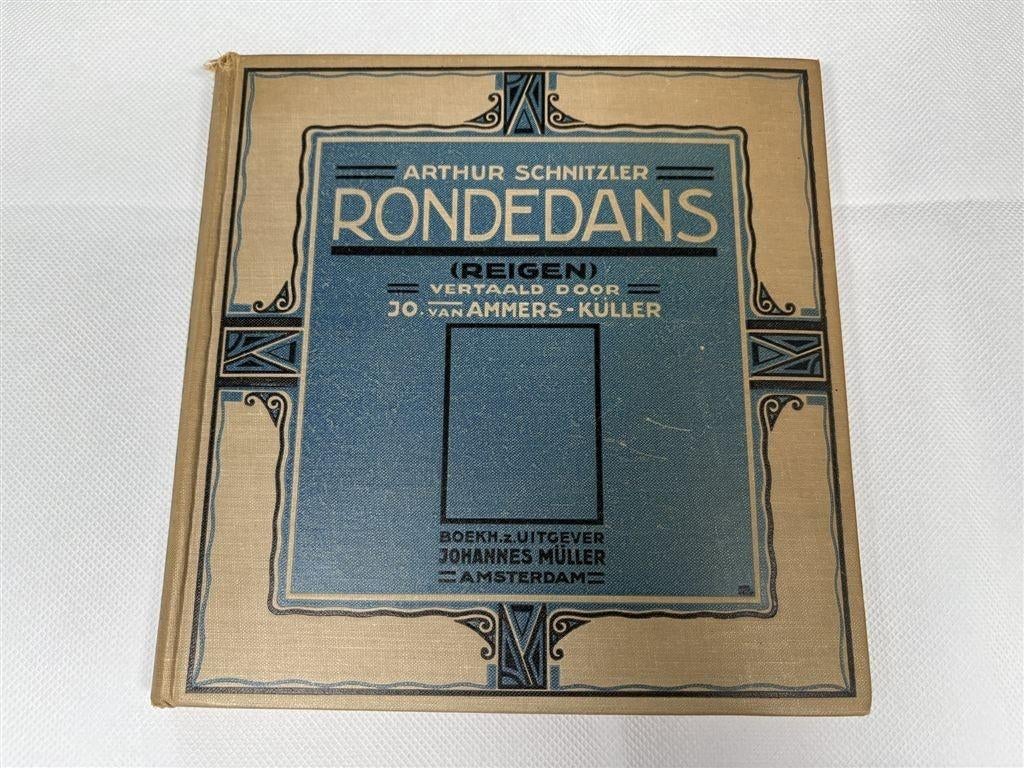 ARTHUR SCHNITZLER
RONDEDANS
(REIGEN)
VERTAALD DOOR
JO. VAN AMMERS-KÜLLER
BOEKH. z. UITGEVER
JOHANNES MÜLLER
AMSTERDAM